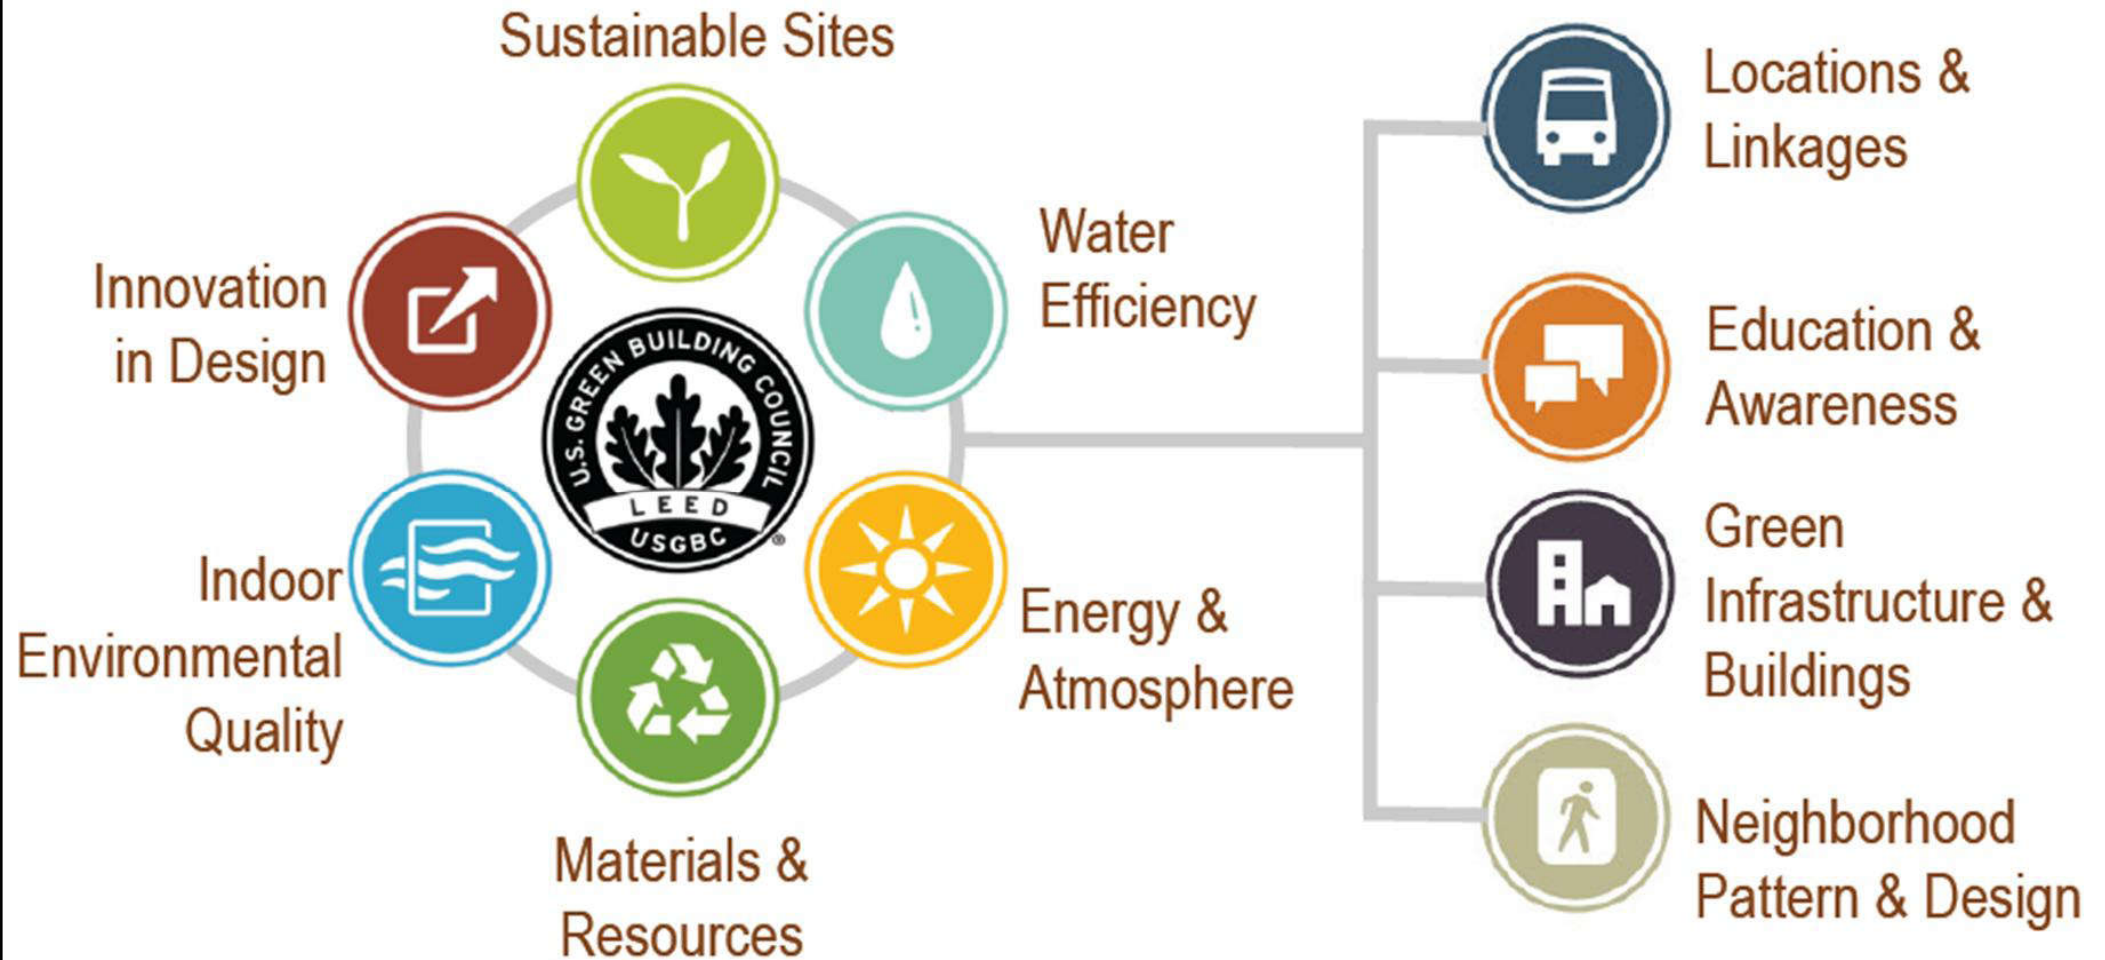 Sustainable Sites
Water
Efficiency
Energy &
Atmosphere
Materials &
Resources
Indoor
Environmental
Quality
Innovation
in Design
U.S. GREEN BUILDING COUNCIL
LEED
USGBC
®
Locations &
Linkages
Education &
Awareness
Green
Infrastructure &
Buildings
Neighborhood
Pattern & Design